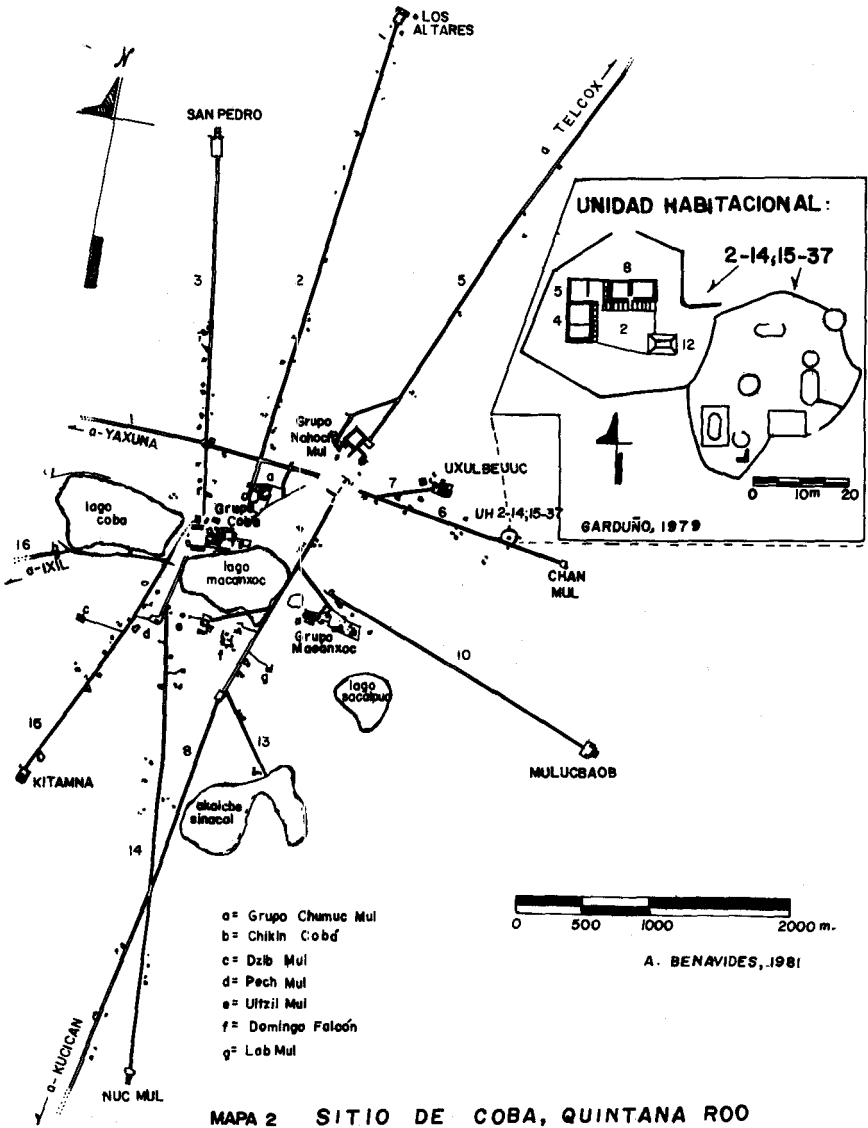 LOS
ALTARES
N
SAN PEDRO
a TELCOX
UNIDAD HABITACIONAL:
2-14;15-37
8
5
4
2
12
3
2
5
1
a-YAXUNA
Grupo
Nohoch
Mul
a
7
UXULBEUUC
6
UH 2-14;15-37
0 10m 20
GARDUÑO, 1979
lago
coba
Grupo
Coba
16
a-IXIL
lago
macanxoc
CHAN
MUL
c
d
e
f
Grupo
Macanxoc
g
10
lago
sacalpuc
15
8
13
KITAMNA
MULUCBAOB
akalche
sinacal
14
a= Grupo Chumuc Mul
b= Chikin Cobá
c= Dzib Mul
d= Pech Mul
e= Uitzil Mul
f= Domingo Falcón
g= Lab Mul
0 500 1000 2000 m.
A. BENAVIDES, 1981
a-KUCICAN
NUC MUL
MAPA 2 SITIO DE COBA, QUINTANA ROO